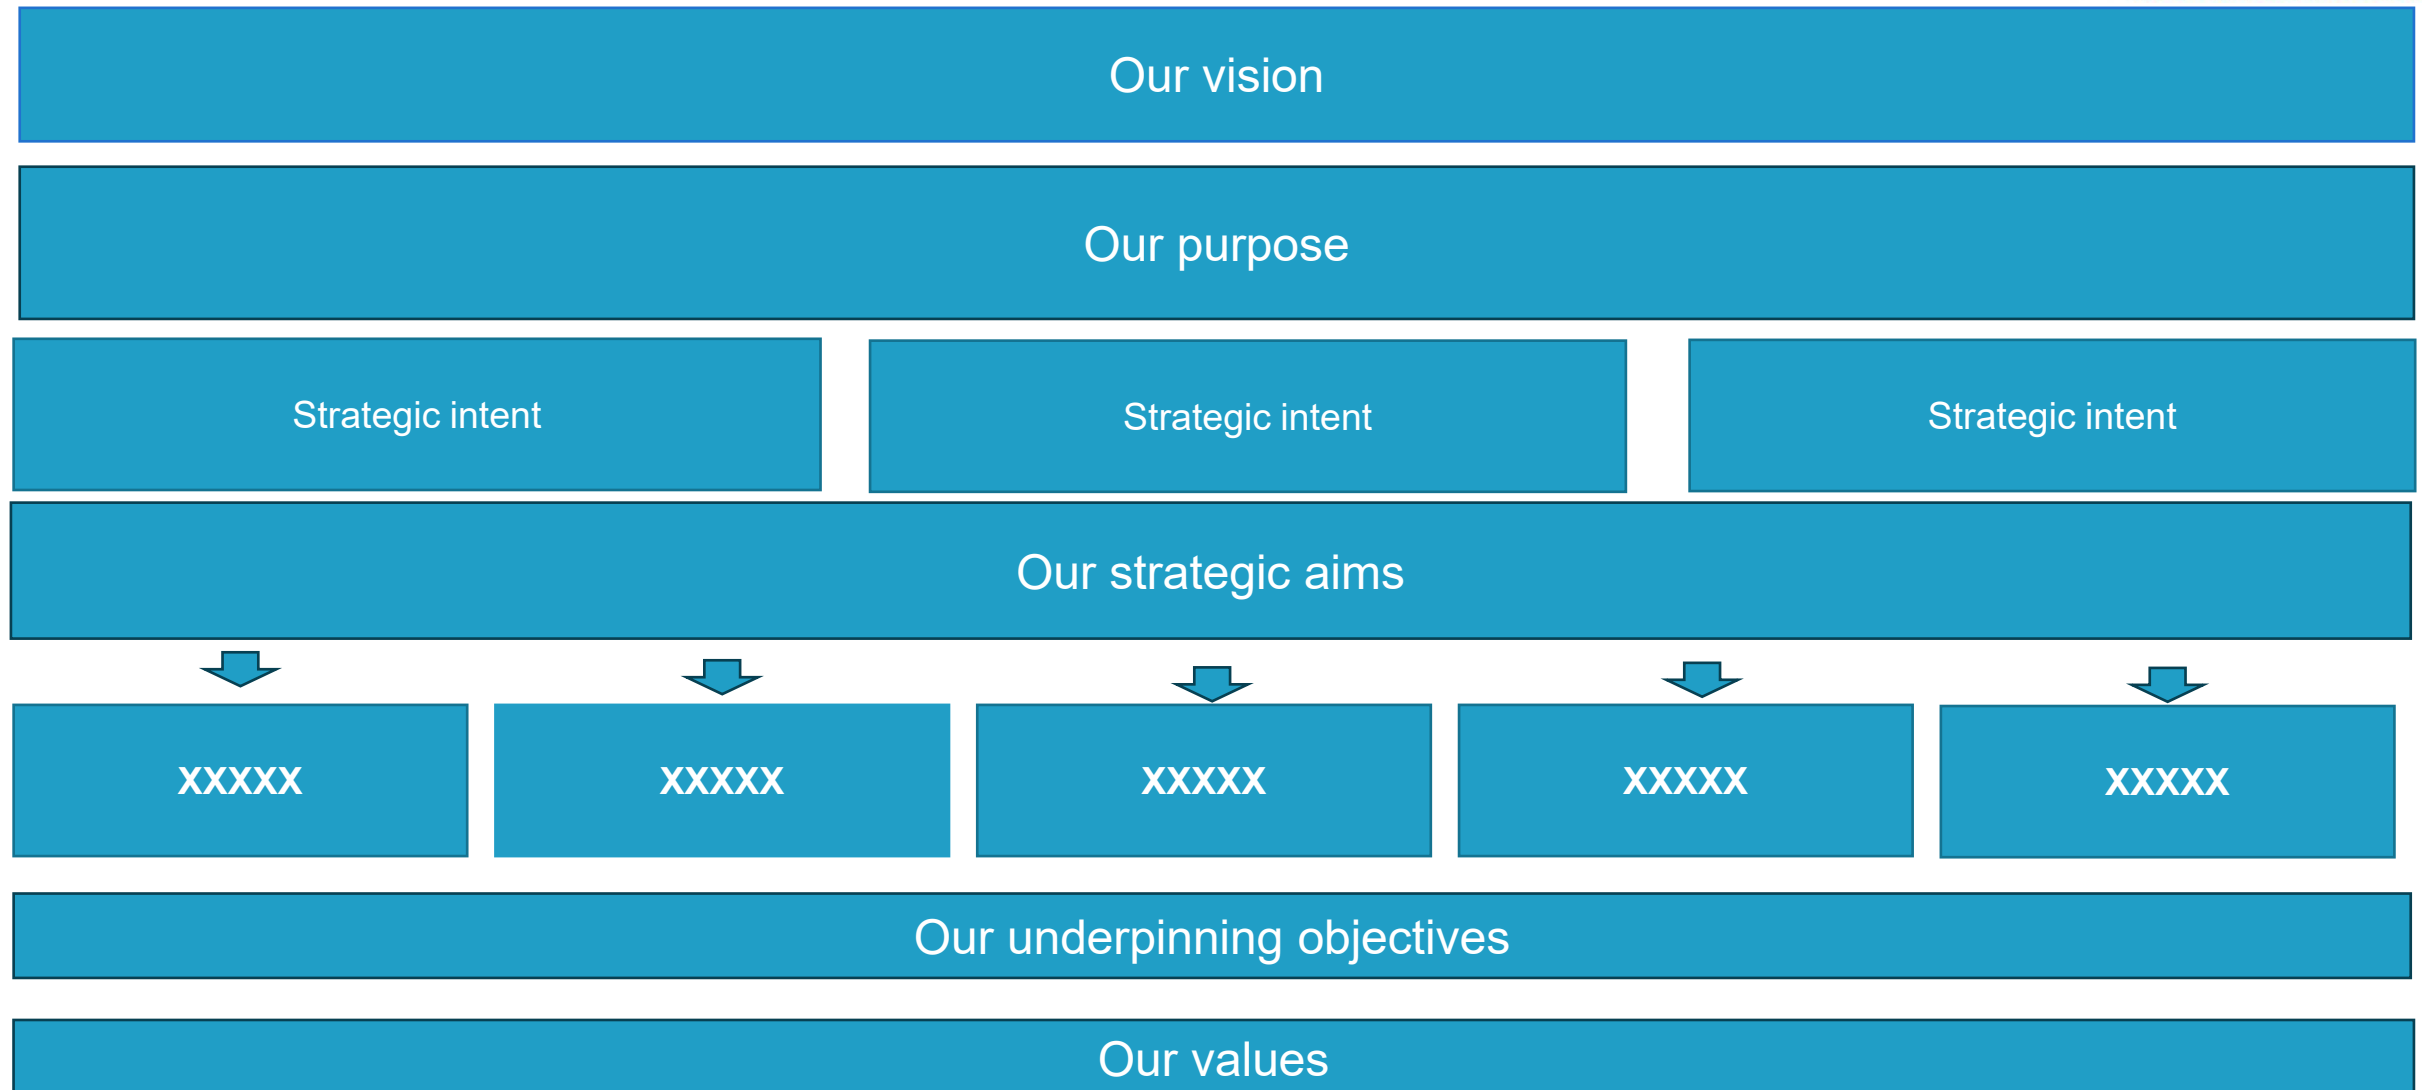 Our vision
Our purpose
Strategic intent
Strategic intent
Strategic intent
Our strategic aims
XXXXX
XXXXX
XXXXX
XXXXX
XXXXX
Our underpinning objectives
Our values